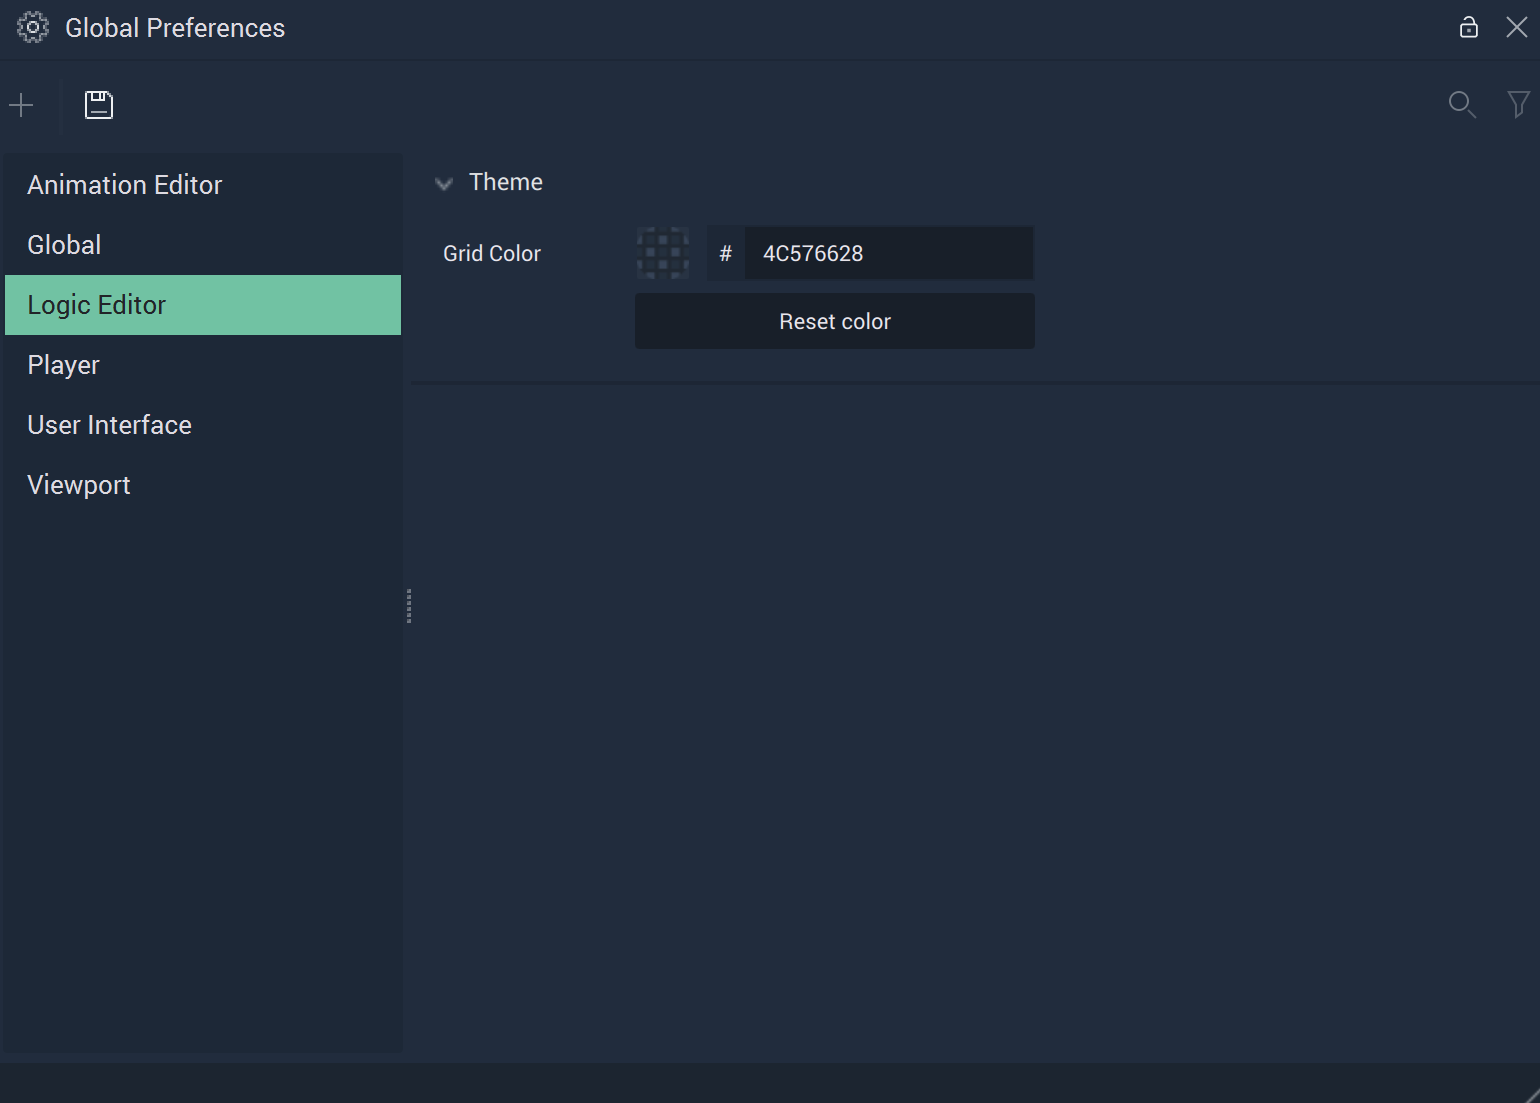 Global Preferences
Animation Editor
Global
Logic Editor
Player
User Interface
Viewport
Theme
Grid Color # 4C576628
Reset color